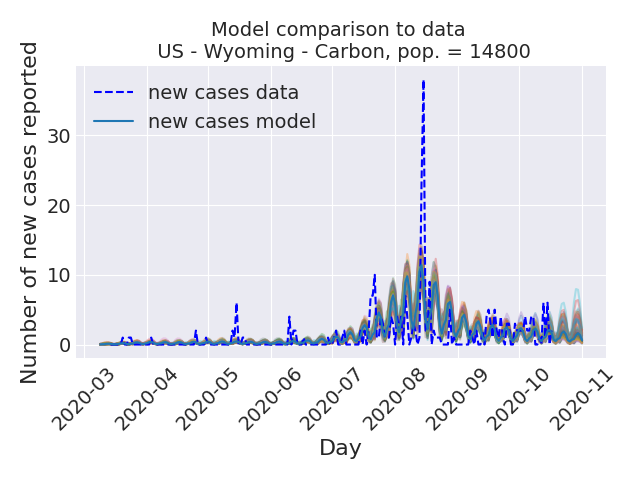 Model comparison to data
US - Wyoming - Carbon, pop. = 14800
Number of new cases reported
new cases data
new cases model
30
20
10
0
2020-03
2020-04
2020-05
2020-06
2020-07
2020-08
2020-09
2020-10
2020-11
Day